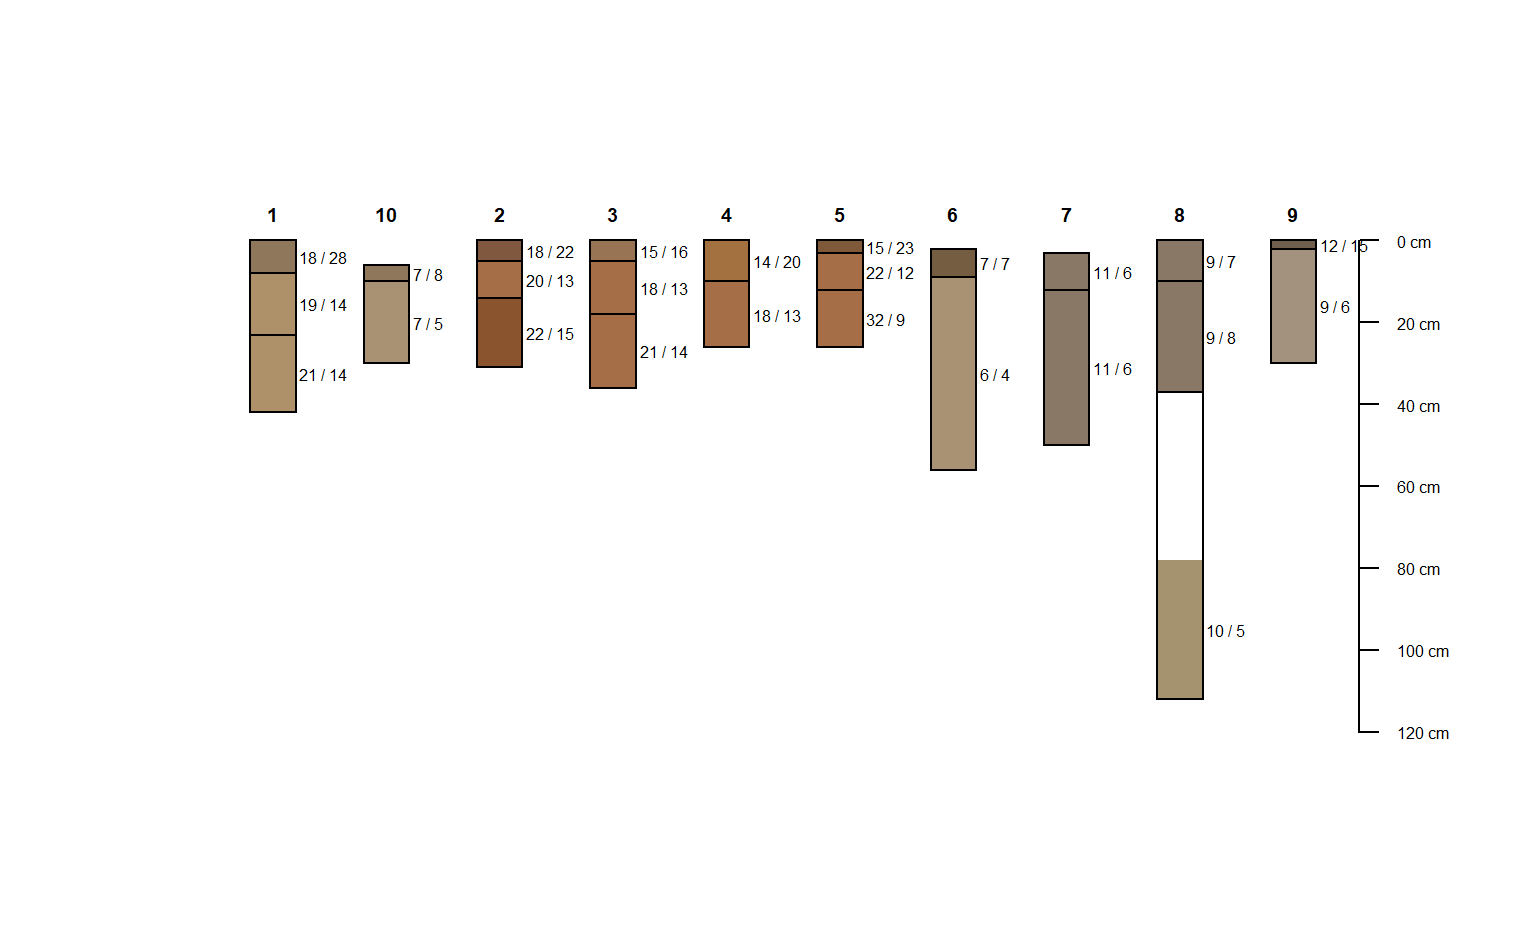 1 10 2 3 4 5 6 7 8 9
18 / 28
19 / 14
21 / 14
7 / 8
7 / 5
18 / 22
20 / 13
22 / 15
15 / 16
18 / 13
21 / 14
14 / 20
18 / 13
15 / 23
22 / 12
32 / 9
7 / 7
6 / 4
11 / 6
11 / 6
9 / 7
9 / 8
10 / 5
12 / 15
9 / 6
0 cm
20 cm
40 cm
60 cm
80 cm
100 cm
120 cm